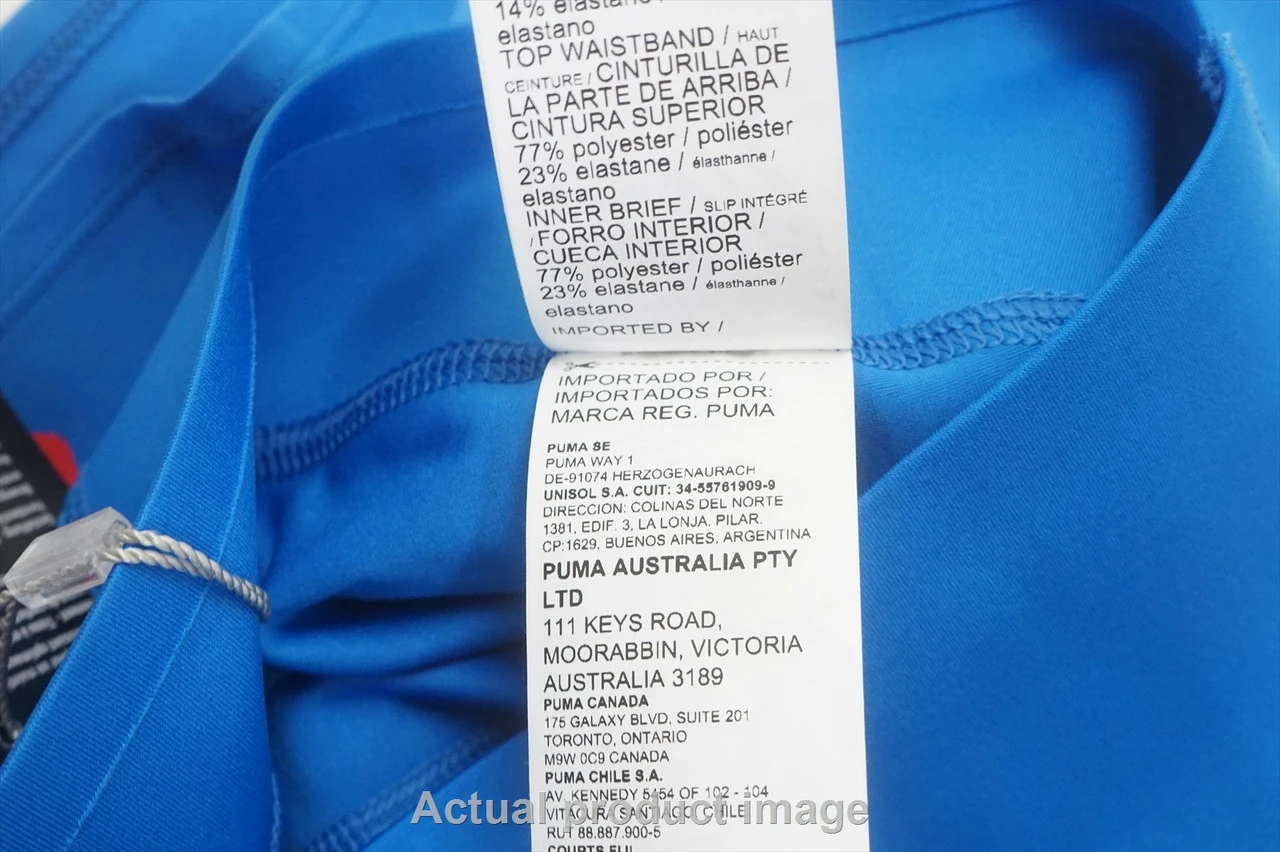 14% elastane /
elastano
TOP WAISTBAND / HAUT
CEINTURE / CINTURILLA DE
LA PARTE DE ARRIBA /
CINTURA SUPERIOR
77% polyester / poliéster
23% elastane / élasthanne /
elastano
INNER BRIEF / SLIP INTÉGRÉ
/ FORRO INTERIOR /
CUECA INTERIOR
77% polyester / poliéster
23% elastane / élasthanne /
elastano
IMPORTED BY /
IMPORTADO POR /
IMPORTADOS POR:
MARCA REG. PUMA
PUMA SE
PUMA WAY 1
DE-91074 HERZOGENAURACH
UNISOL S.A. CUIT: 34-55761909-9
DIRECCION: COLINAS DEL NORTE
1381, EDIF. 3, LA LONJA, PILAR.
CP:1629, BUENOS AIRES, ARGENTINA
PUMA AUSTRALIA PTY
LTD
111 KEYS ROAD,
MOORABBIN, VICTORIA
AUSTRALIA 3189
PUMA CANADA
175 GALAXY BLVD, SUITE 201
TORONTO, ONTARIO
M9W 0C9 CANADA
PUMA CHILE S.A.
AV. KENNEDY 5454 OF 102 - 104
VITACURA SANTIAGO, CHILE
RUT 88.887.900-5
Actual product image